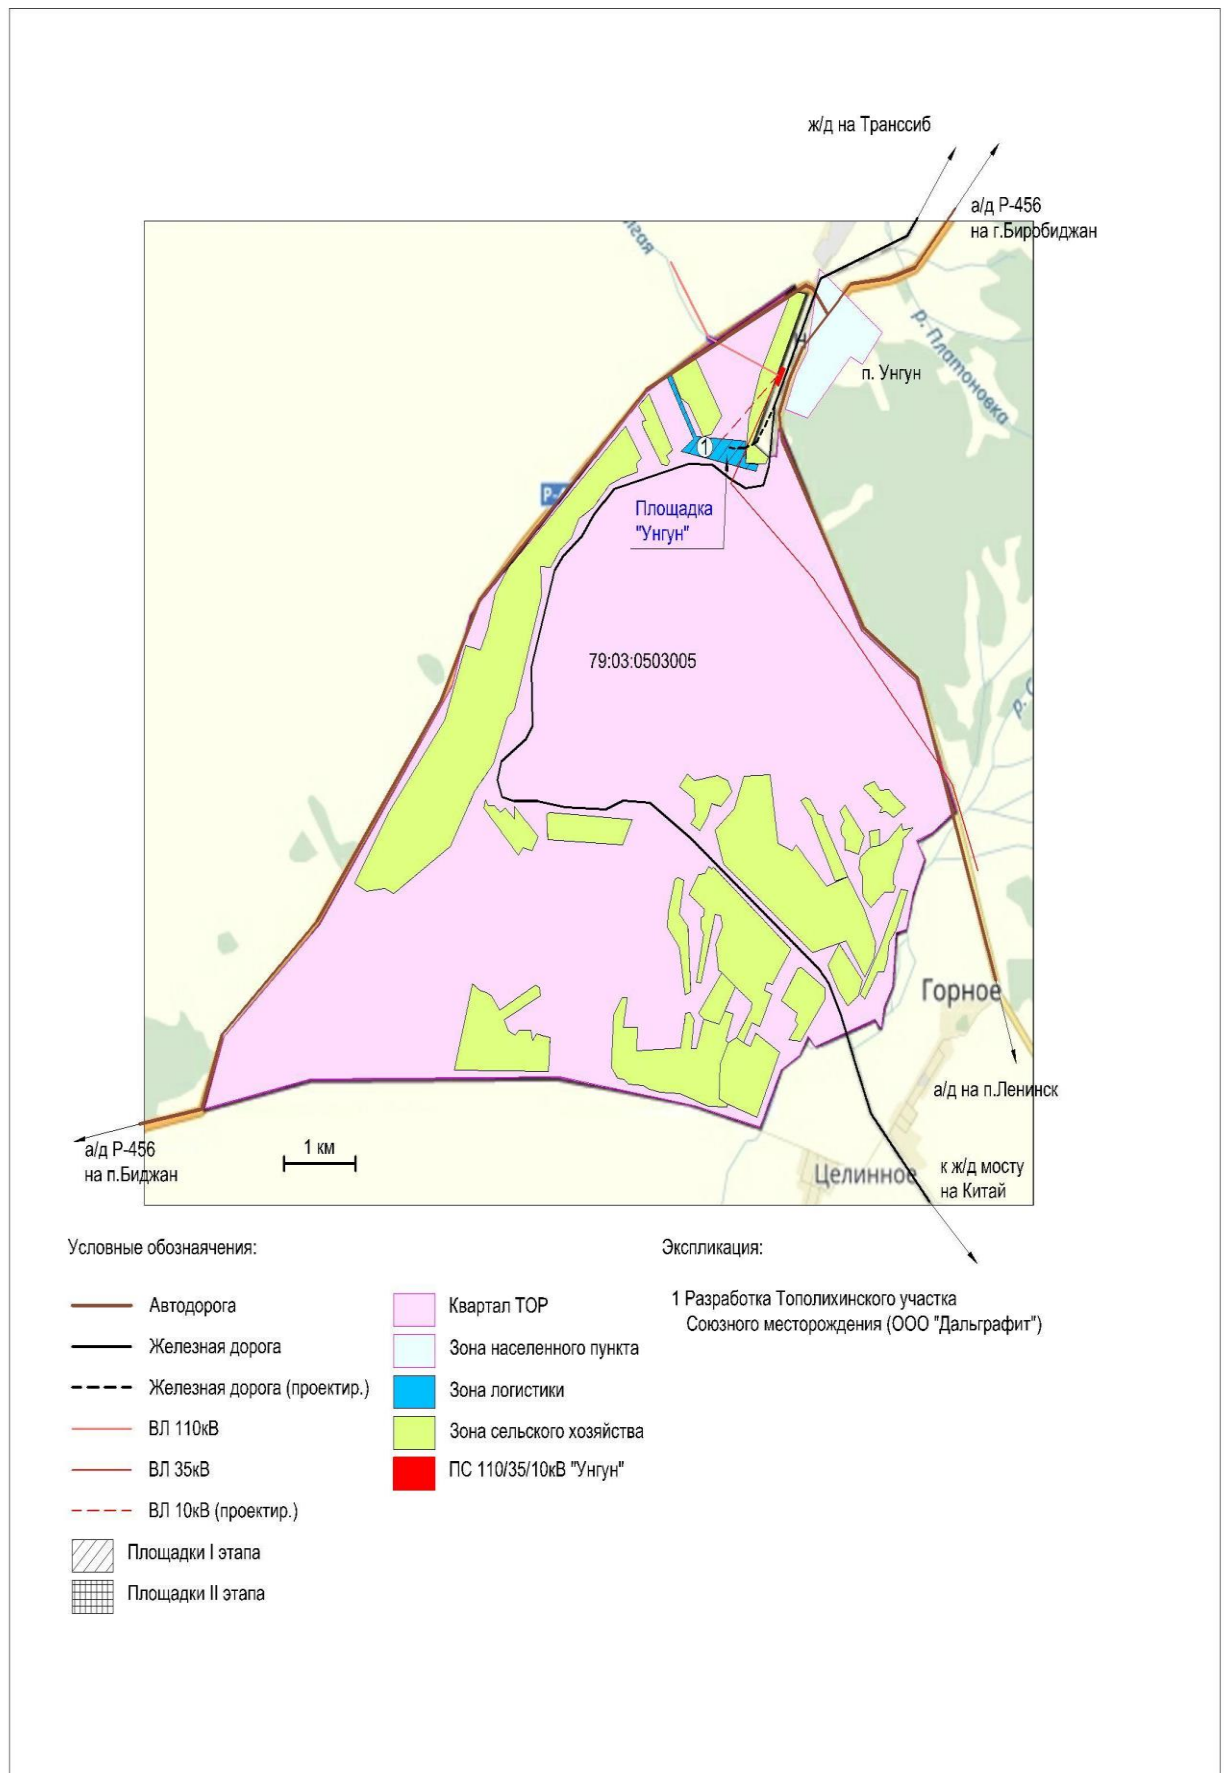 ж/д на Транссиб
а/д Р-456
на г.Биробиджан
р. Платоновка
п. Унгун
1
Площадка
"Унгун"
79:03:0503005
Горное
а/д на п.Ленинск
а/д Р-456
на п.Биджан
1 км
Целинное
к ж/д мосту
на Китай
Условные обозначения:
Автодорога
Железная дорога
Железная дорога (проектир.)
ВЛ 110кВ
ВЛ 35кВ
ВЛ 10кВ (проектир.)
Площадки I этапа
Площадки II этапа
Квартал ТОР
Зона населенного пункта
Зона логистики
Зона сельского хозяйства
ПС 110/35/10кВ "Унгун"
Экспликация:
1 Разработка Тополихинского участка
Союзного месторождения (ООО "Дальграфит")